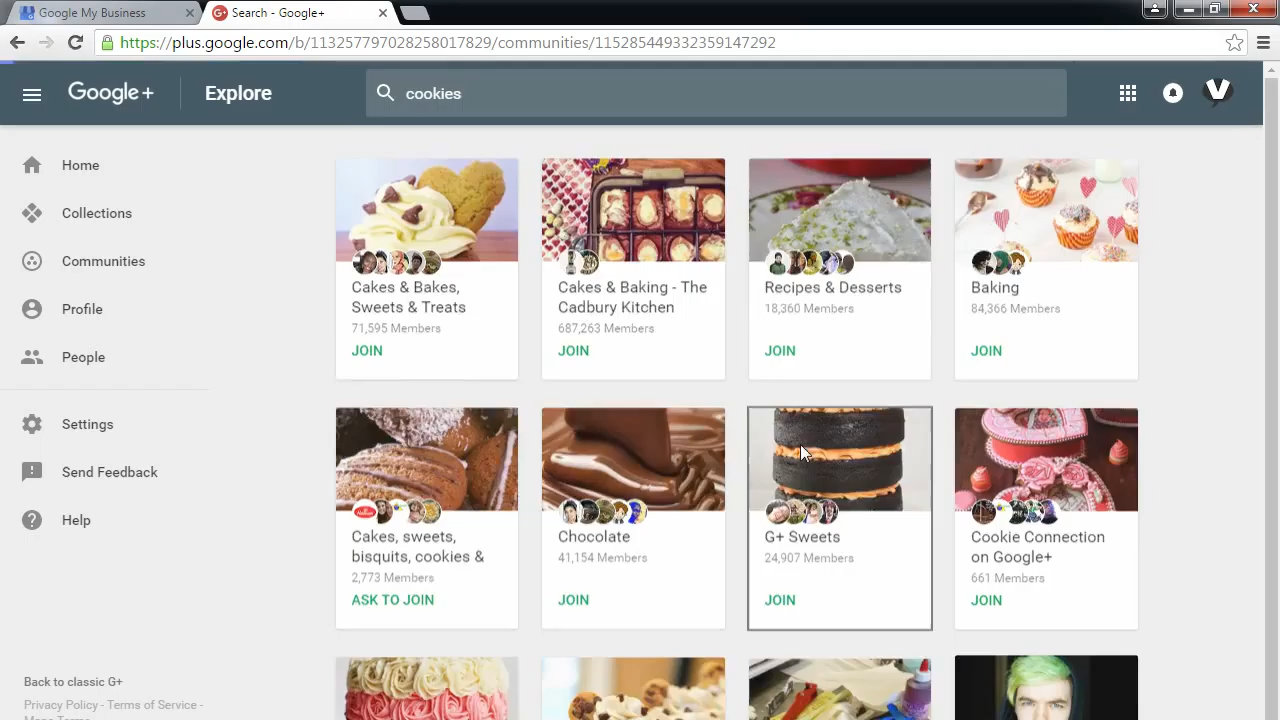 Google My Business
Search - Google+
https://plus.google.com/b/113257797028258017829/communities/115285449332359147292
Google+
Explore
cookies
Home
Collections
Communities
Profile
People
Settings
Send Feedback
Help
Back to classic G+
Privacy Policy - Terms of Service -
Maps Terms
Cakes & Bakes,
Sweets & Treats
71,595 Members
JOIN
Cakes & Baking - The
Cadbury Kitchen
687,263 Members
JOIN
Recipes & Desserts
18,360 Members
JOIN
Baking
84,366 Members
JOIN
Cakes, sweets,
bisquits, cookies &
2,773 Members
ASK TO JOIN
Chocolate
41,154 Members
JOIN
G+ Sweets
24,907 Members
JOIN
Cookie Connection
on Google+
661 Members
JOIN